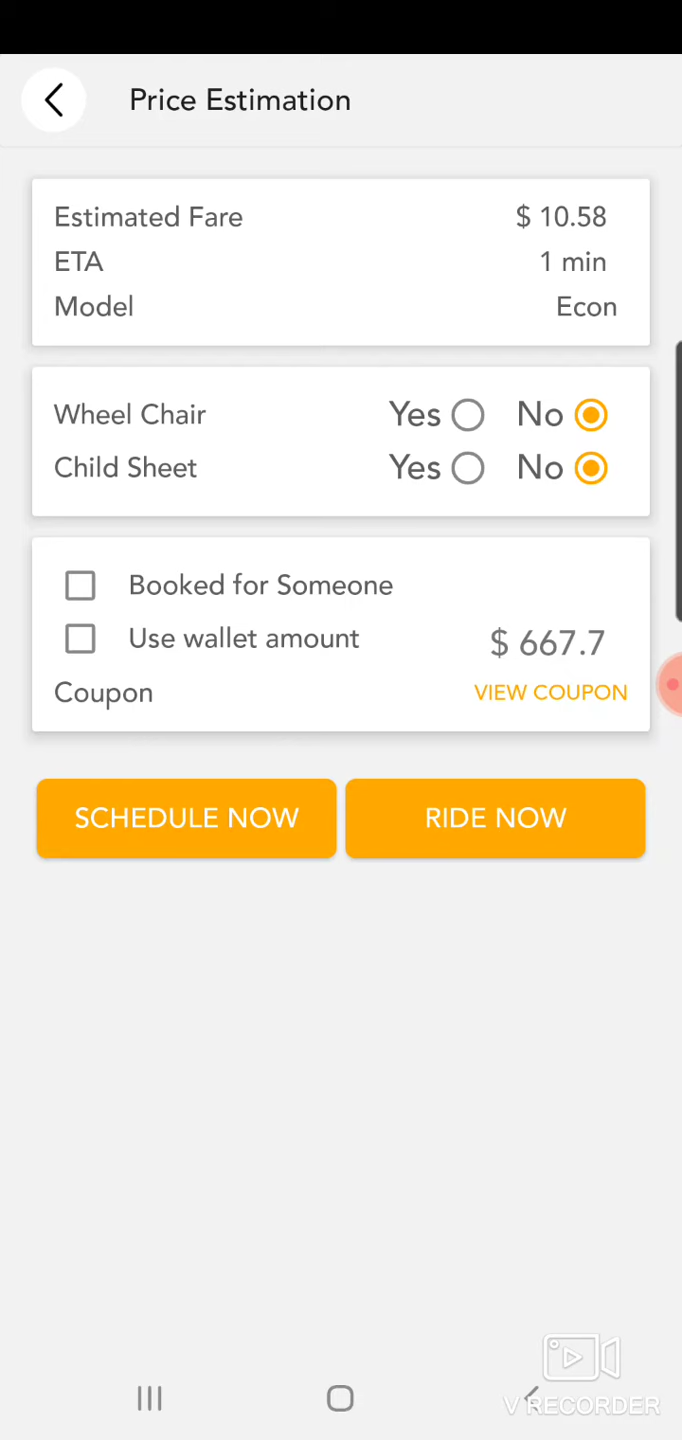 Price Estimation
Estimated Fare $ 10.58
ETA 1 min
Model Econ
Wheel Chair Yes No
Child Sheet Yes No
Booked for Someone
Use wallet amount $ 667.7
Coupon VIEW COUPON
SCHEDULE NOW RIDE NOW
V RECORDER